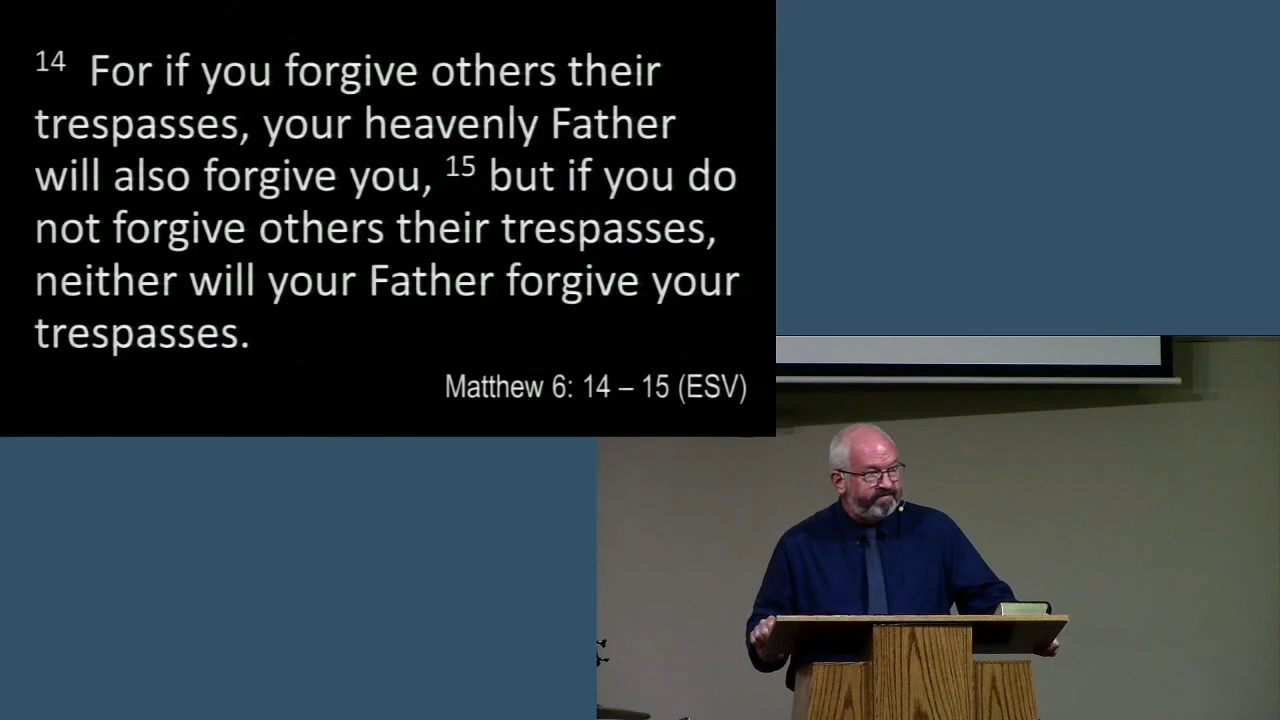 14 For if you forgive others their
trespasses, your heavenly Father
will also forgive you, 15 but if you do
not forgive others their trespasses,
neither will your Father forgive your
trespasses.
Matthew 6: 14 – 15 (ESV)